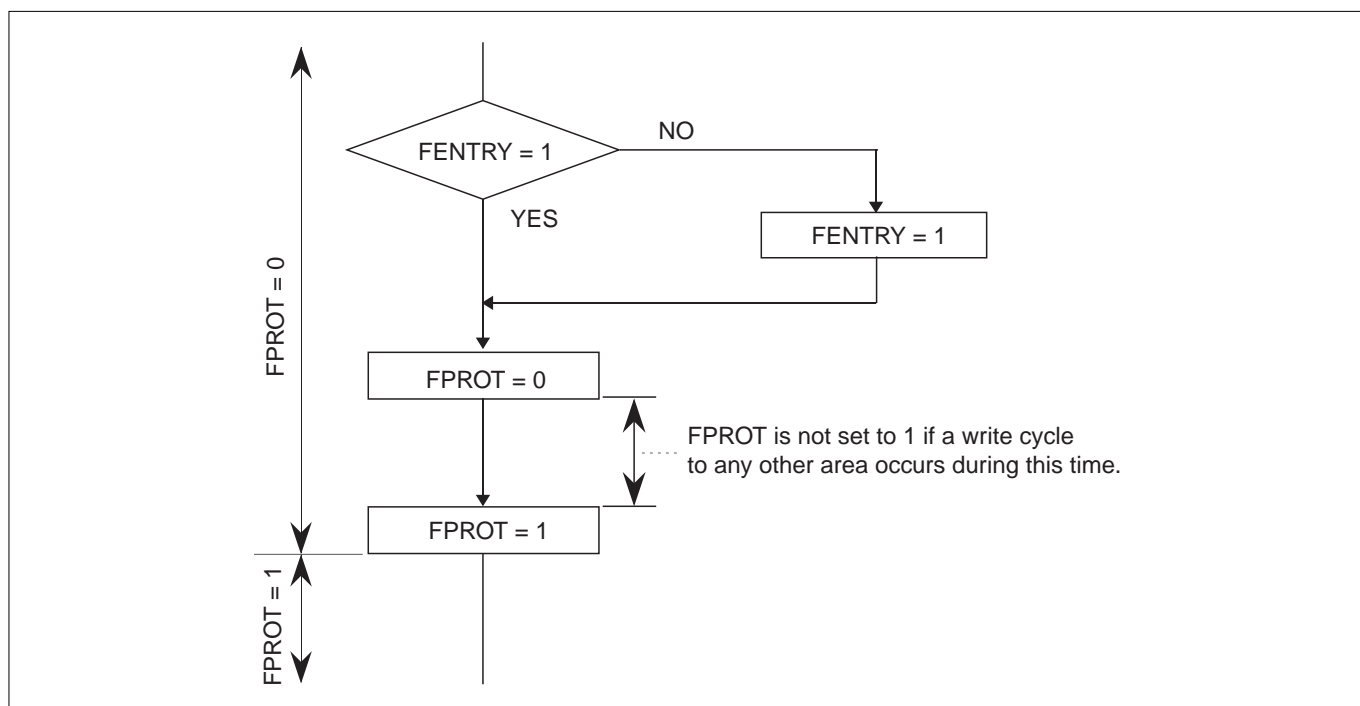 FENTRY = 1
NO
YES
FENTRY = 1
FPROT = 0
FPROT = 0
FPROT is not set to 1 if a write cycle
to any other area occurs during this time.
FPROT = 1
FPROT = 1